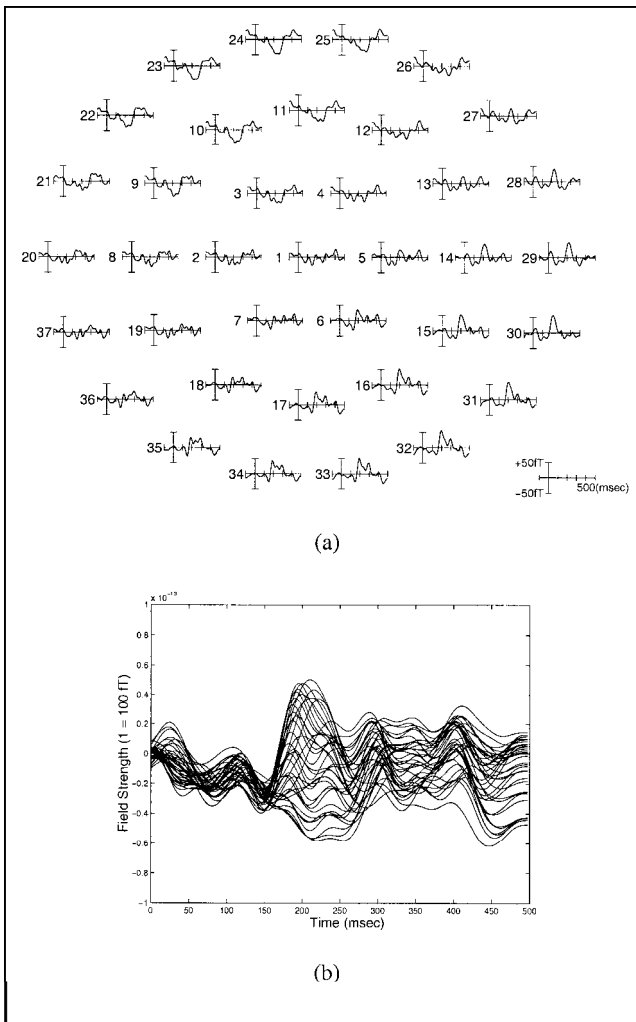 24 25
23 26
22 11 27
10 12
21 9 3 4 13 28
20 8 2 1 5 14 29
37 19 7 6 15 30
36 18 17 16 31
35 32
34 33
+50fT
-50fT 500(msec)
(a)
x 10⁻¹³
1
0.8
0.6
0.4
0.2
0
-0.2
-0.4
-0.6
-0.8
-1
Field Strength (1 = 100 fT)
0 50 100 150 200 250 300 350 400 450 500
Time (msec)
(b)